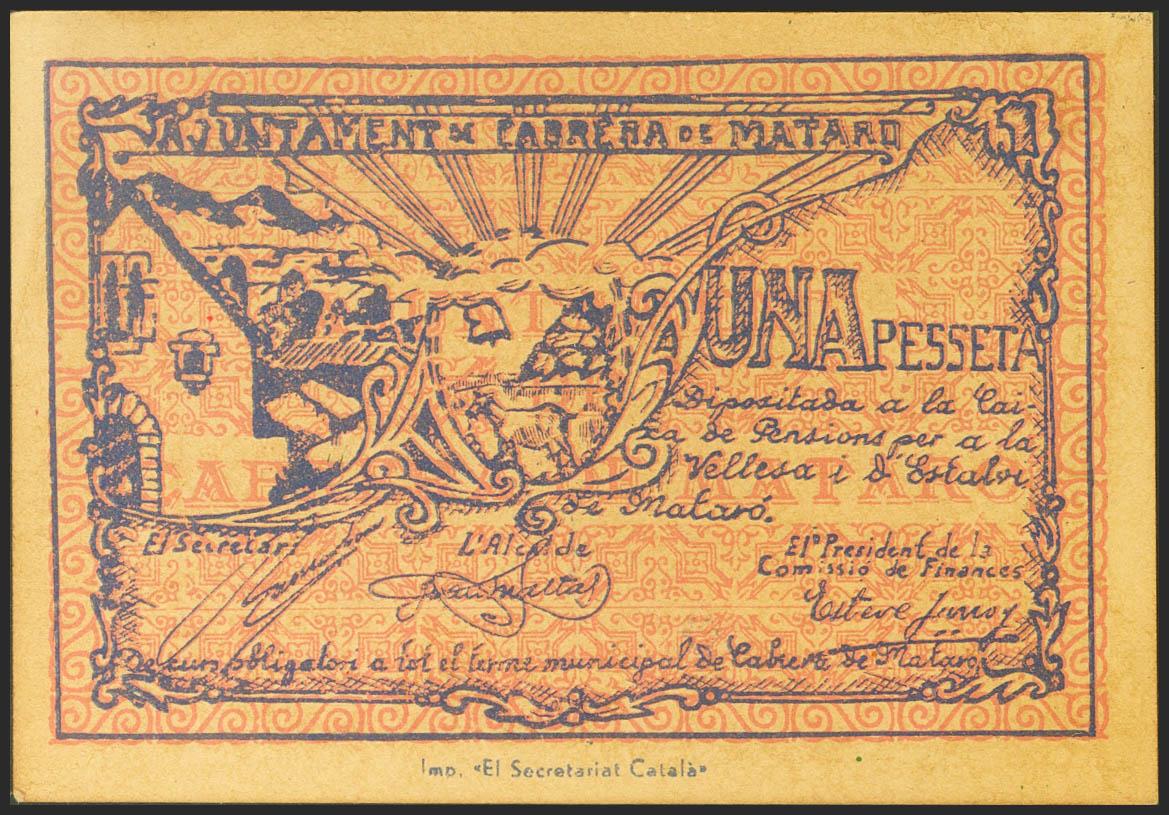 AJUNTAMENT DE CABRERA DE MATARO
UNA PESSETA
Dipositada a la Cai-
xa de Pensions per a la
Vellesa i d'Estalvi
de Mataró.
El Secretari
L'Alcalde
El President de la
Comissió de Finances
Esteve
De curs obligatori a tot el terme municipal de Cabrera de Mataró
Imp. «El Secretariat Català»